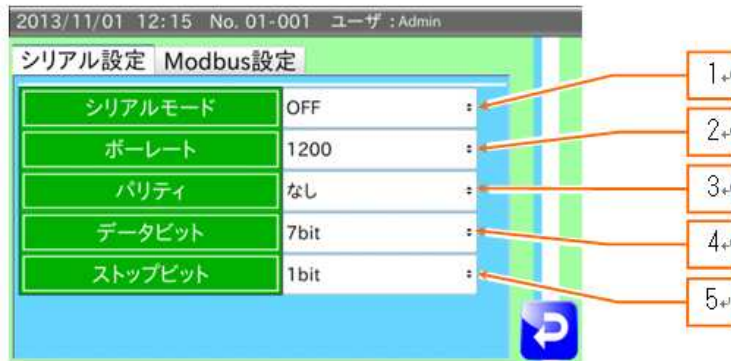 2013/11/01 12:15 No. 01-001 ユーザ : Admin
シリアル設定 Modbus設定
シリアルモード OFF 1
ボーレート 1200 2
パリティ なし 3
データビット 7bit 4
ストップビット 1bit 5